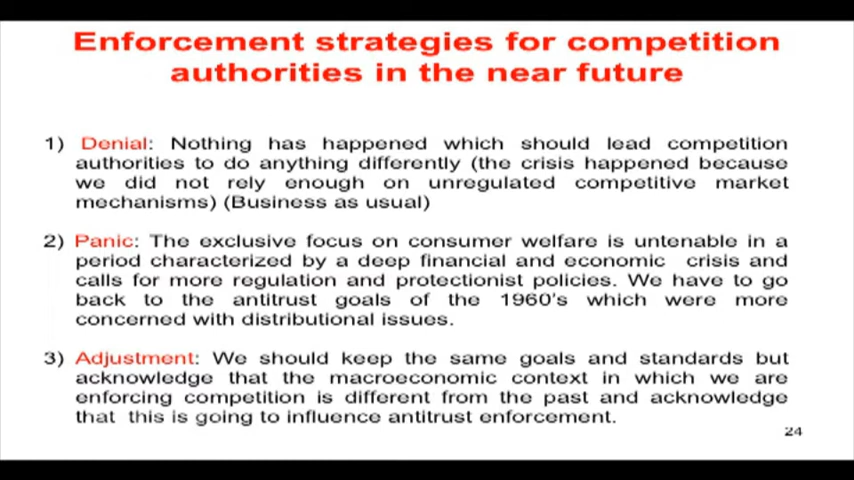 Enforcement strategies for competition
authorities in the near future
1) Denial: Nothing has happened which should lead competition
authorities to do anything differently (the crisis happened because
we did not rely enough on unregulated competitive market
mechanisms) (Business as usual)
2) Panic: The exclusive focus on consumer welfare is untenable in a
period characterized by a deep financial and economic crisis and
calls for more regulation and protectionist policies. We have to go
back to the antitrust goals of the 1960's which were more
concerned with distributional issues.
3) Adjustment: We should keep the same goals and standards but
acknowledge that the macroeconomic context in which we are
enforcing competition is different from the past and acknowledge
that this is going to influence antitrust enforcement.
24